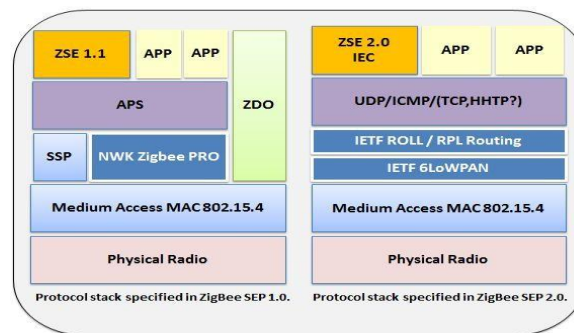 ZSE 1.1
APP
APP
ZDO
APS
SSP
NWK Zigbee PRO
Medium Access MAC 802.15.4
Physical Radio
Protocol stack specified in ZigBee SEP 1.0.
ZSE 2.0
IEC
APP
APP
UDP/ICMP/(TCP,HHTP?)
IETF ROLL / RPL Routing
IETF 6LoWPAN
Medium Access MAC 802.15.4
Physical Radio
Protocol stack specified in ZigBee SEP 2.0.